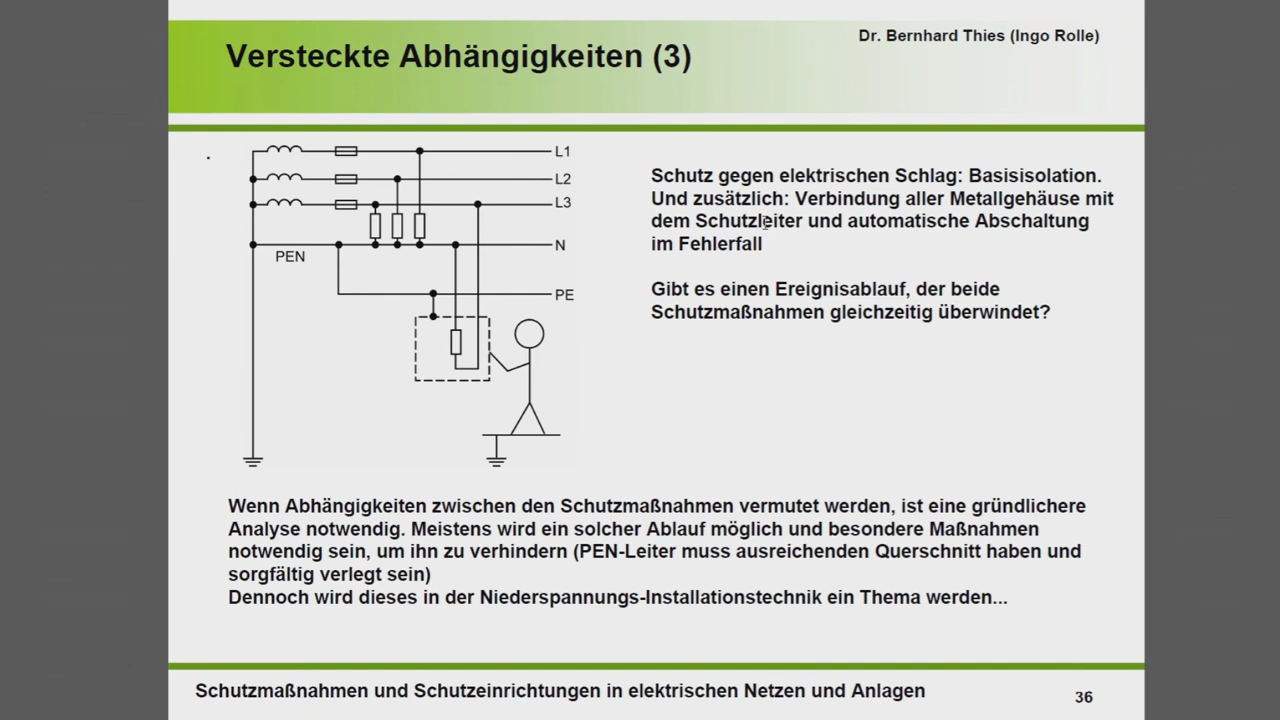 Dr. Bernhard Thies (Ingo Rolle)
Versteckte Abhängigkeiten (3)
L1
L2
L3
N
PEN
PE
Schutz gegen elektrischen Schlag: Basisisolation.
Und zusätzlich: Verbindung aller Metallgehäuse mit
dem Schutzleiter und automatische Abschaltung
im Fehlerfall
Gibt es einen Ereignisablauf, der beide
Schutzmaßnahmen gleichzeitig überwindet?
Wenn Abhängigkeiten zwischen den Schutzmaßnahmen vermutet werden, ist eine gründlichere
Analyse notwendig. Meistens wird ein solcher Ablauf möglich und besondere Maßnahmen
notwendig sein, um ihn zu verhindern (PEN-Leiter muss ausreichenden Querschnitt haben und
sorgfältig verlegt sein)
Dennoch wird dieses in der Niederspannungs-Installationstechnik ein Thema werden...
Schutzmaßnahmen und Schutzeinrichtungen in elektrischen Netzen und Anlagen
36